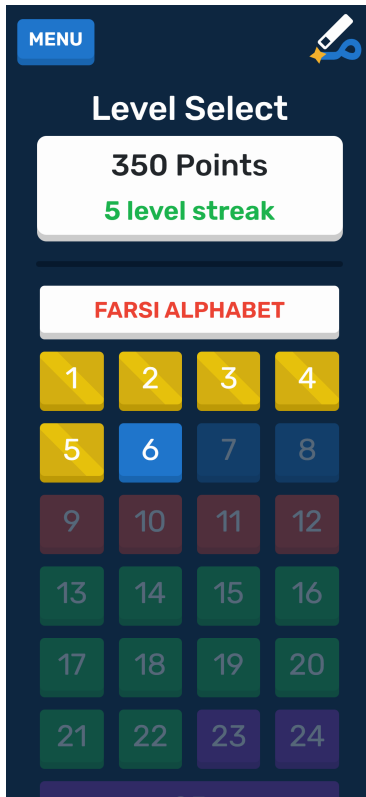 MENU
Level Select
350 Points
5 level streak
FARSI ALPHABET
1 2 3 4
5 6 7 8
9 10 11 12
13 14 15 16
17 18 19 20
21 22 23 24